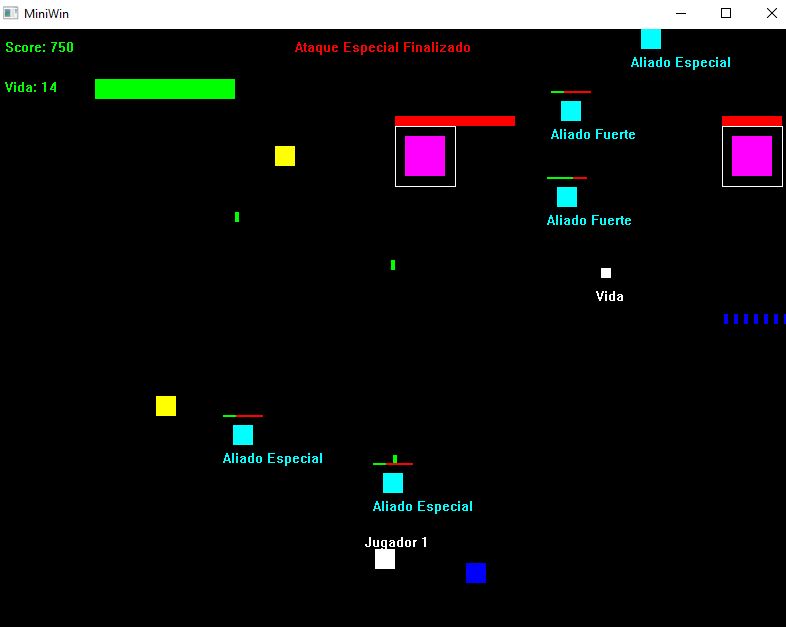 MiniWin
Score: 750
Ataque Especial Finalizado
Aliado Especial
Vida: 14
Aliado Fuerte
Aliado Fuerte
Vida
Aliado Especial
Aliado Especial
Jugador 1